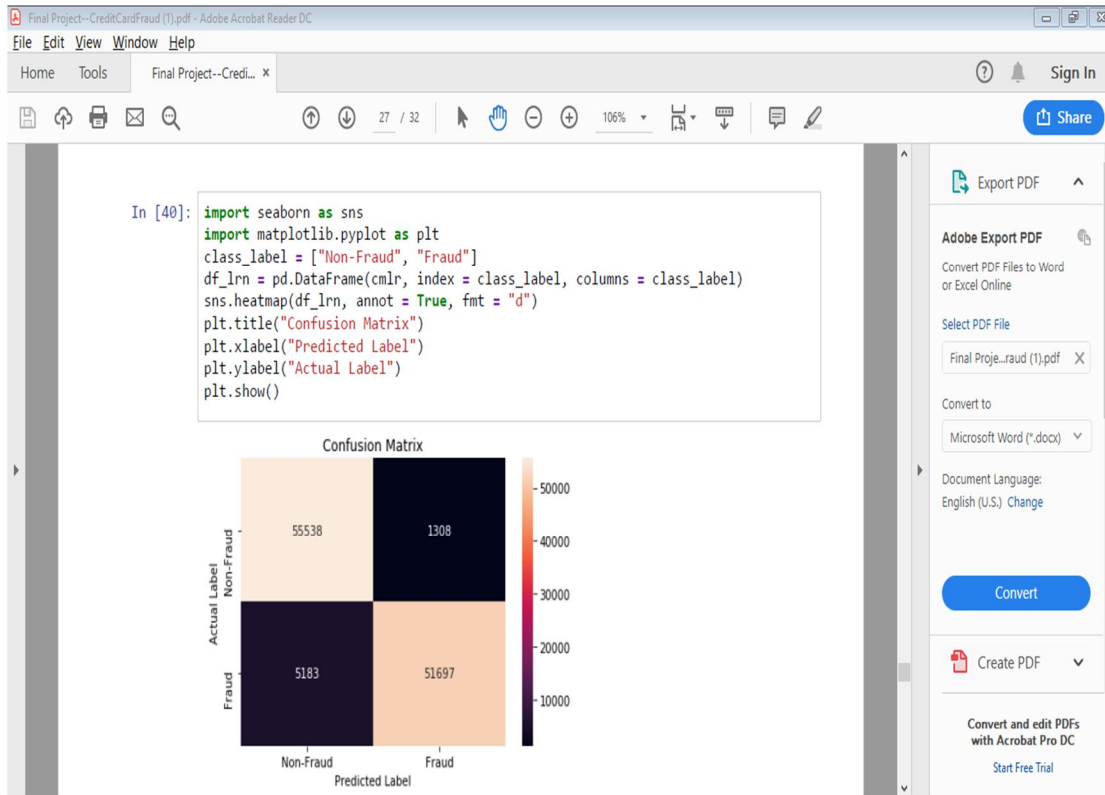 Final Project--CreditCardFraud (1).pdf - Adobe Acrobat Reader DC
File Edit View Window Help
Home Tools Final Project--Credi... × Sign In
27 / 32 106% Share
In [40]: import seaborn as sns
import matplotlib.pyplot as plt
class_label = ["Non-Fraud", "Fraud"]
df_lrn = pd.DataFrame(cmlr, index = class_label, columns = class_label)
sns.heatmap(df_lrn, annot = True, fmt = "d")
plt.title("Confusion Matrix")
plt.xlabel("Predicted Label")
plt.ylabel("Actual Label")
plt.show()
Confusion Matrix
Actual Label
Non-Fraud
Fraud
55538 1308
5183 51697
Non-Fraud Fraud
Predicted Label
50000
40000
30000
20000
10000
Export PDF
Adobe Export PDF
Convert PDF Files to Word
or Excel Online
Select PDF File
Final Proje...raud (1).pdf X
Convert to
Microsoft Word (*.docx)
Document Language:
English (U.S.) Change
Convert
Create PDF
Convert and edit PDFs
with Acrobat Pro DC
Start Free Trial